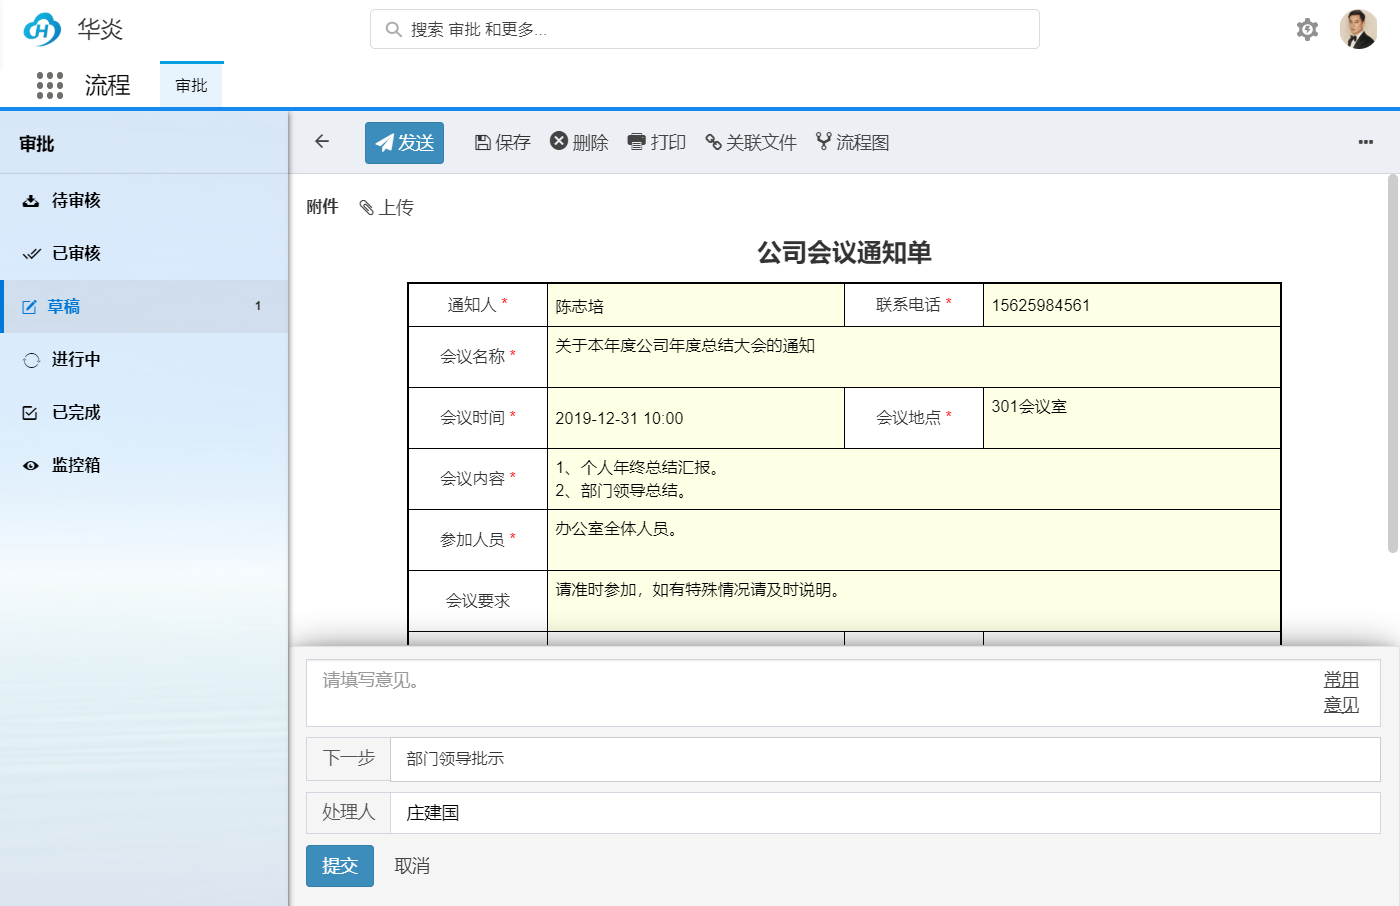 华炎
搜索 审批 和更多...
流程
审批
审批
待审核
已审核
草稿 1
进行中
已完成
监控箱
发送 保存 删除 打印 关联文件 流程图
附件 上传
公司会议通知单
通知人 * 陈志培 联系电话 * 15625984561
会议名称 * 关于本年度公司年度总结大会的通知
会议时间 * 2019-12-31 10:00 会议地点 * 301会议室
会议内容 * 1、个人年终总结汇报。
2、部门领导总结。
参加人员 * 办公室全体人员。
会议要求 请准时参加，如有特殊情况请及时说明。
请填写意见。 常用
意见
下一步 部门领导批示
处理人 庄建国
提交 取消